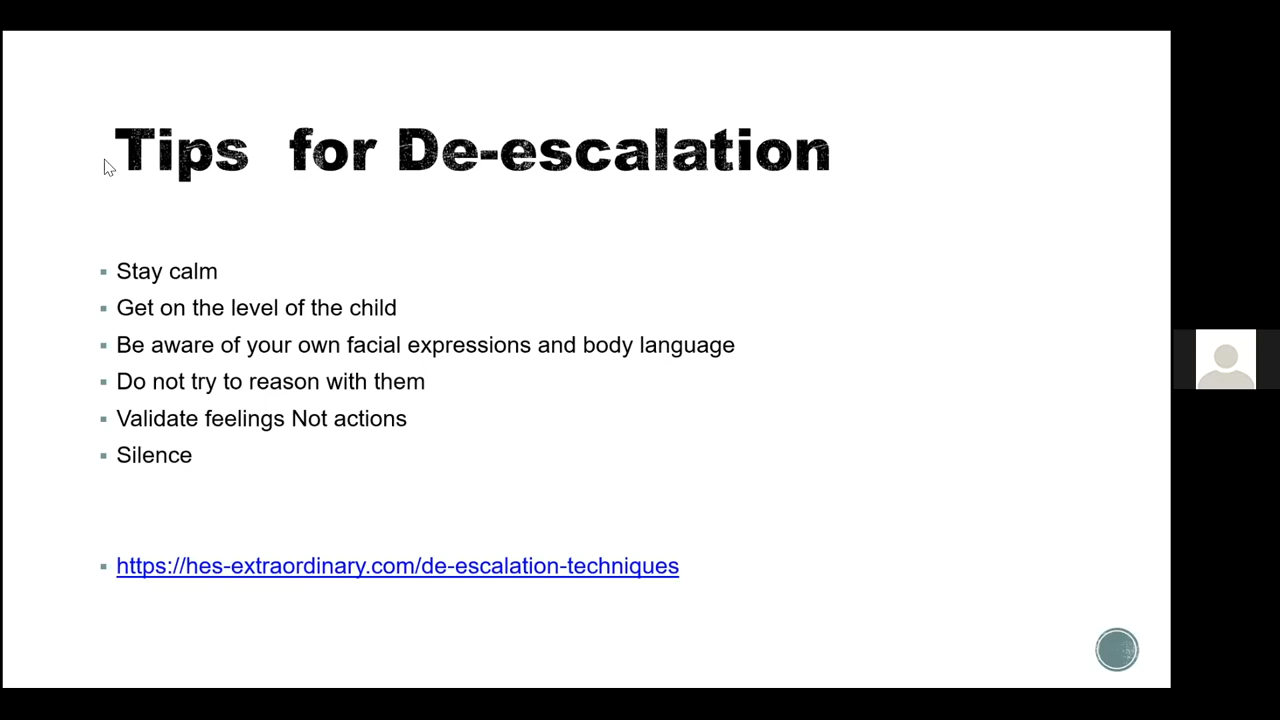 Tips  for De-escalation
Stay calm
Get on the level of the child
Be aware of your own facial expressions and body language
Do not try to reason with them
Validate feelings Not actions
Silence
https://hes-extraordinary.com/de-escalation-techniques